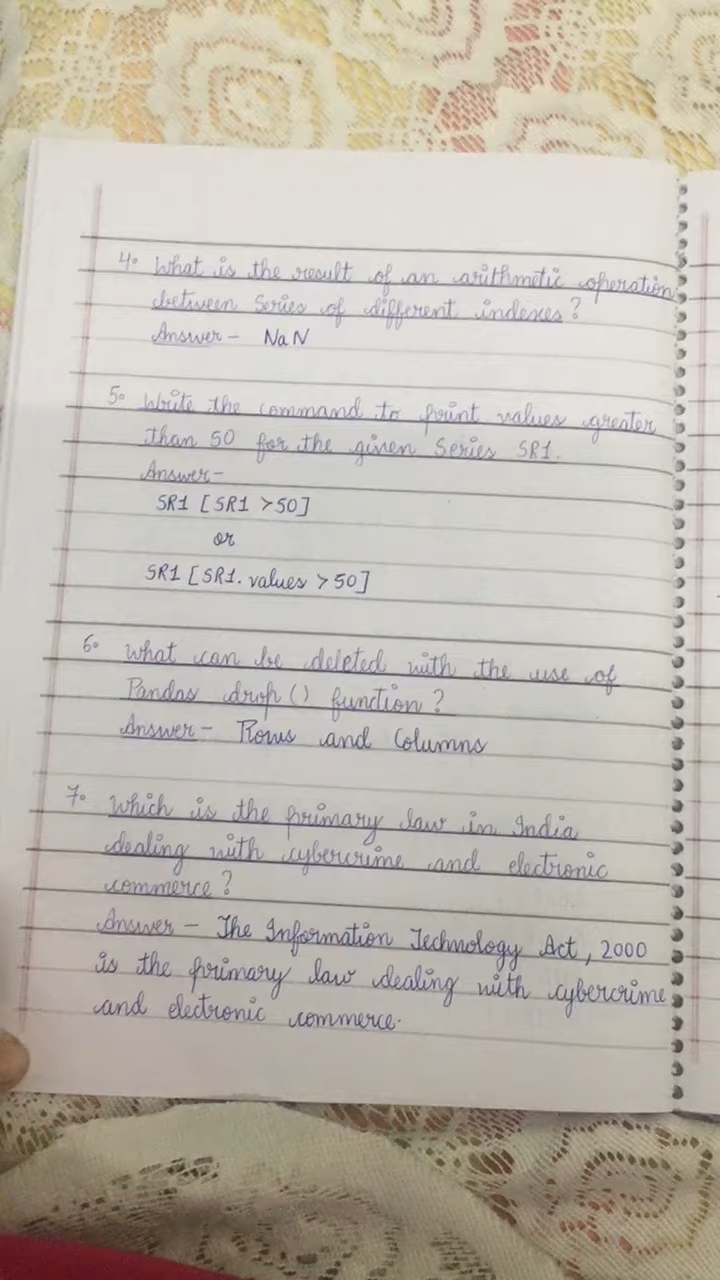 4. What is the result of an arithmetic operation
between Series of different indexes?
Answer - NaN
5. Write the command to print values greater
than 50 for the given Series SR1.
Answer -
SR1 [SR1 >50]
or
SR1 [SR1. values > 50]
6. What can be deleted with the use of
Pandas drop () function?
Answer - Rows and Columns
7. Which is the primary law in India
dealing with cybercrime and electronic
commerce?
Answer - The Information Technology Act, 2000
is the primary law dealing with cybercrime
and electronic commerce.